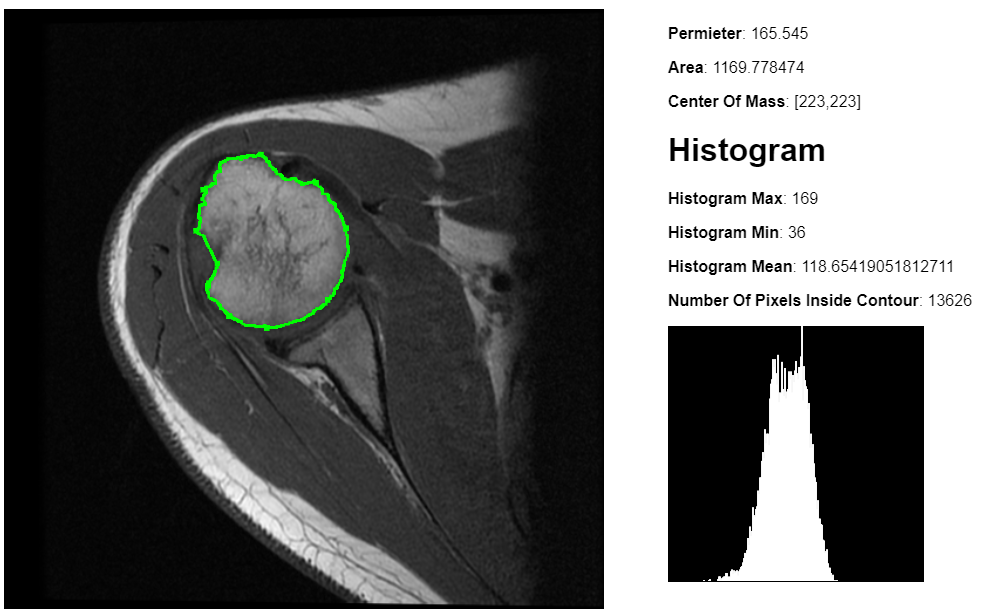 Permieter: 165.545
Area: 1169.778474
Center Of Mass: [223,223]
Histogram
Histogram Max: 169
Histogram Min: 36
Histogram Mean: 118.65419051812711
Number Of Pixels Inside Contour: 13626